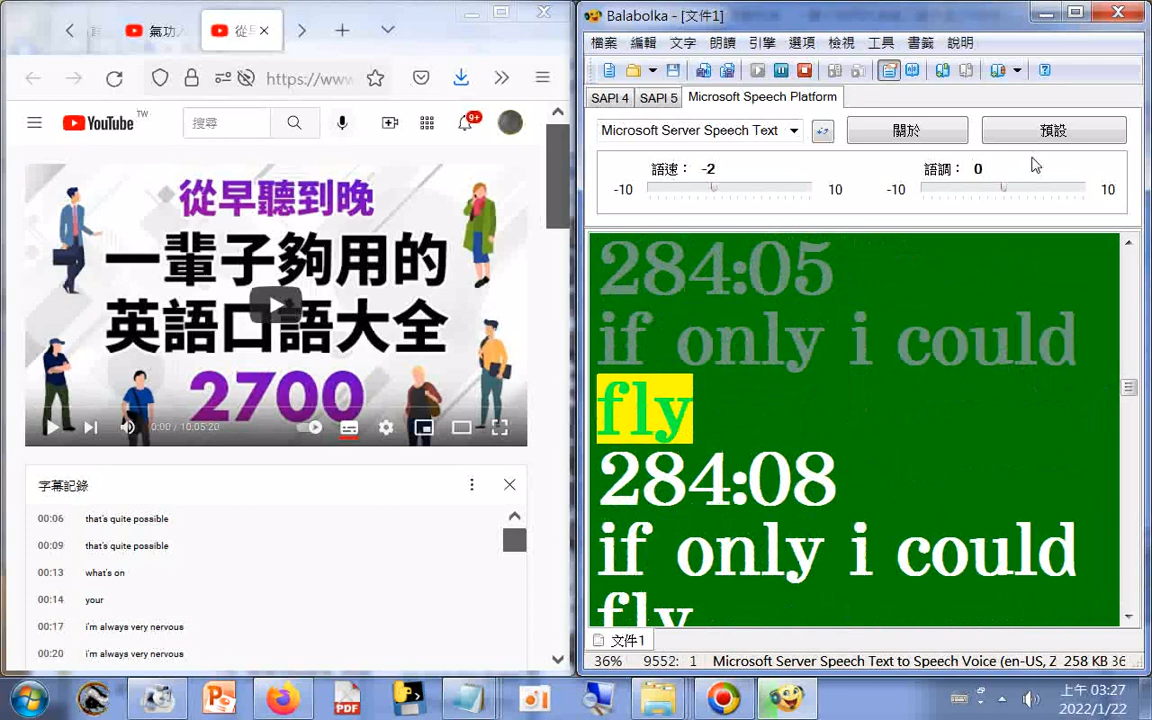 氣功人
從早
https://www
YouTube TW
搜尋
9+
從早聽到晚
一輩子夠用的
英語口語大全
2700
0:00 / 10:05:20
字幕記錄
00:06 that's quite possible
00:09 that's quite possible
00:13 what's on
00:14 your
00:17 i'm always very nervous
00:20 i'm always very nervous
Balabolka - [文件1]
檔案 編輯 文字 朗讀 引擎 選項 檢視 工具 書籤 說明
SAPI 4 SAPI 5 Microsoft Speech Platform
Microsoft Server Speech Text 關於 預設
語速： -2 語調： 0
-10 10 -10 10
284:05
if only i could
fly
284:08
if only i could
fly
文件1
36% 9552: 1 Microsoft Server Speech Text to Speech Voice (en-US, Z 258 KB 36
PDF
上午 03:27
2022/1/22